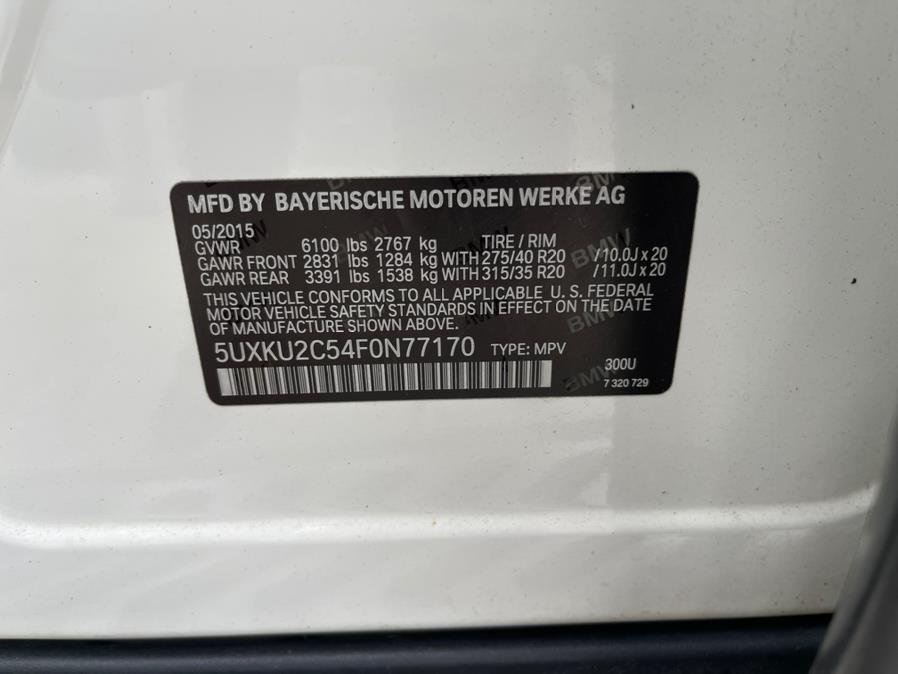 MFD BY BAYERISCHE MOTOREN WERKE AG
05/2015
GVWR 6100 lbs 2767 kg TIRE / RIM
GAWR FRONT 2831 lbs 1284 kg WITH 275/40 R20 / 10.0J x 20
GAWR REAR 3391 lbs 1538 kg WITH 315/35 R20 / 11.0J x 20
THIS VEHICLE CONFORMS TO ALL APPLICABLE U. S. FEDERAL
MOTOR VEHICLE SAFETY STANDARDS IN EFFECT ON THE DATE
OF MANUFACTURE SHOWN ABOVE.
5UXKU2C54F0N77170 TYPE: MPV
300U
7 320 729